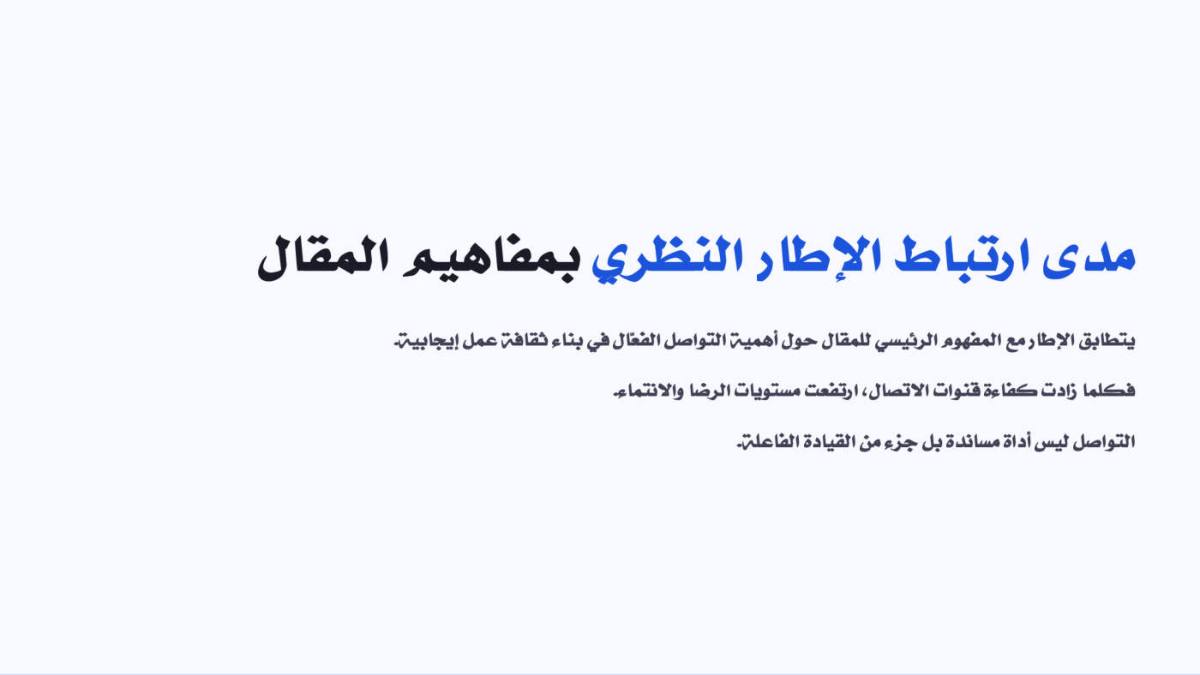 مدى ارتباط الإطار النظري بمفاهيم المقال
يتطابق الإطار مع المفهوم الرئيسي للمقال حول أهمية التواصل الفعّال في بناء ثقافة عمل إيجابية.
فكلما زادت كفاءة قنوات الاتصال، ارتفعت مستويات الرضا والانتماء.
التواصل ليس أداة مساندة بل جزء من القيادة الفاعلة.